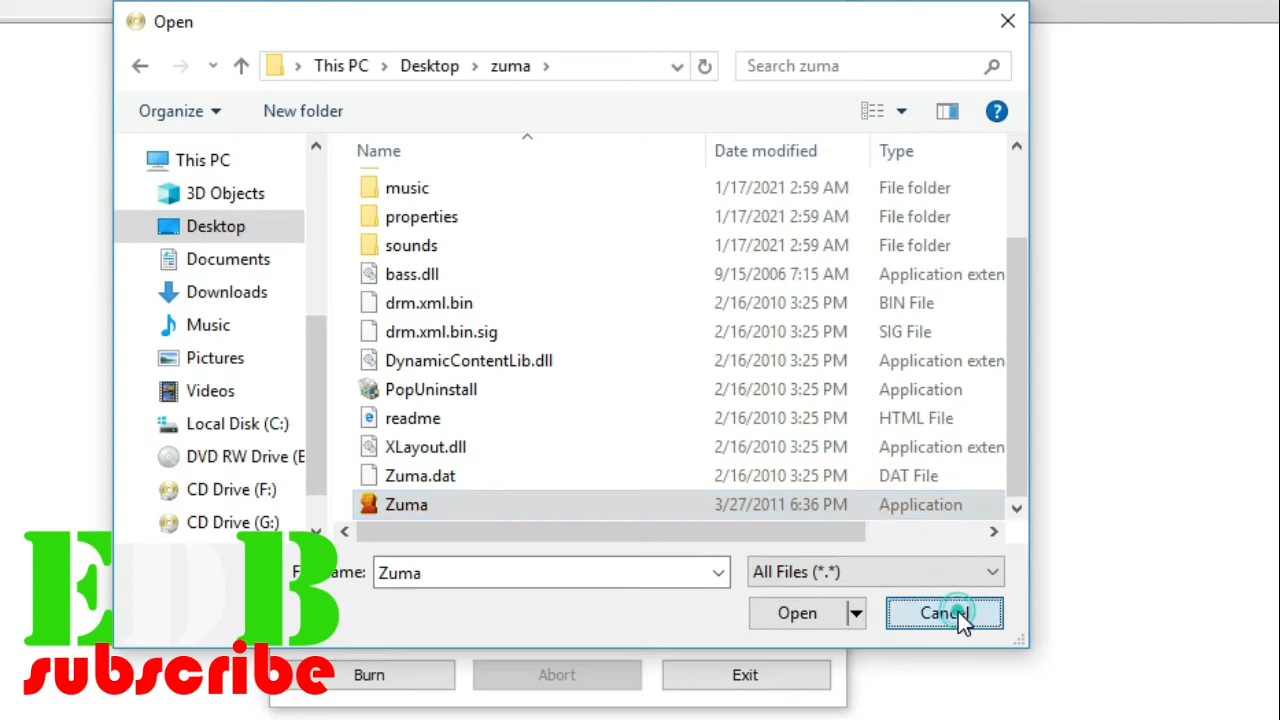 Open
This PC Desktop zuma
Search zuma
Organize New folder
Name Date modified Type
This PC
3D Objects
Desktop
Documents
Downloads
Music
Pictures
Videos
Local Disk (C:)
DVD RW Drive (E
CD Drive (F:)
CD Drive (G:)
music 1/17/2021 2:59 AM File folder
properties 1/17/2021 2:59 AM File folder
sounds 1/17/2021 2:59 AM File folder
bass.dll 9/15/2006 7:15 AM Application exten
drm.xml.bin 2/16/2010 3:25 PM BIN File
drm.xml.bin.sig 2/16/2010 3:25 PM SIG File
DynamicContentLib.dll 2/16/2010 3:25 PM Application exten
PopUninstall 2/16/2010 3:25 PM Application
readme 2/16/2010 3:25 PM HTML File
XLayout.dll 2/16/2010 3:25 PM Application exten
Zuma.dat 2/16/2010 3:25 PM DAT File
Zuma 3/27/2011 6:36 PM Application
ame: Zuma All Files (*.*)
Open Cancel
Burn Abort Exit
EDB
subscribe